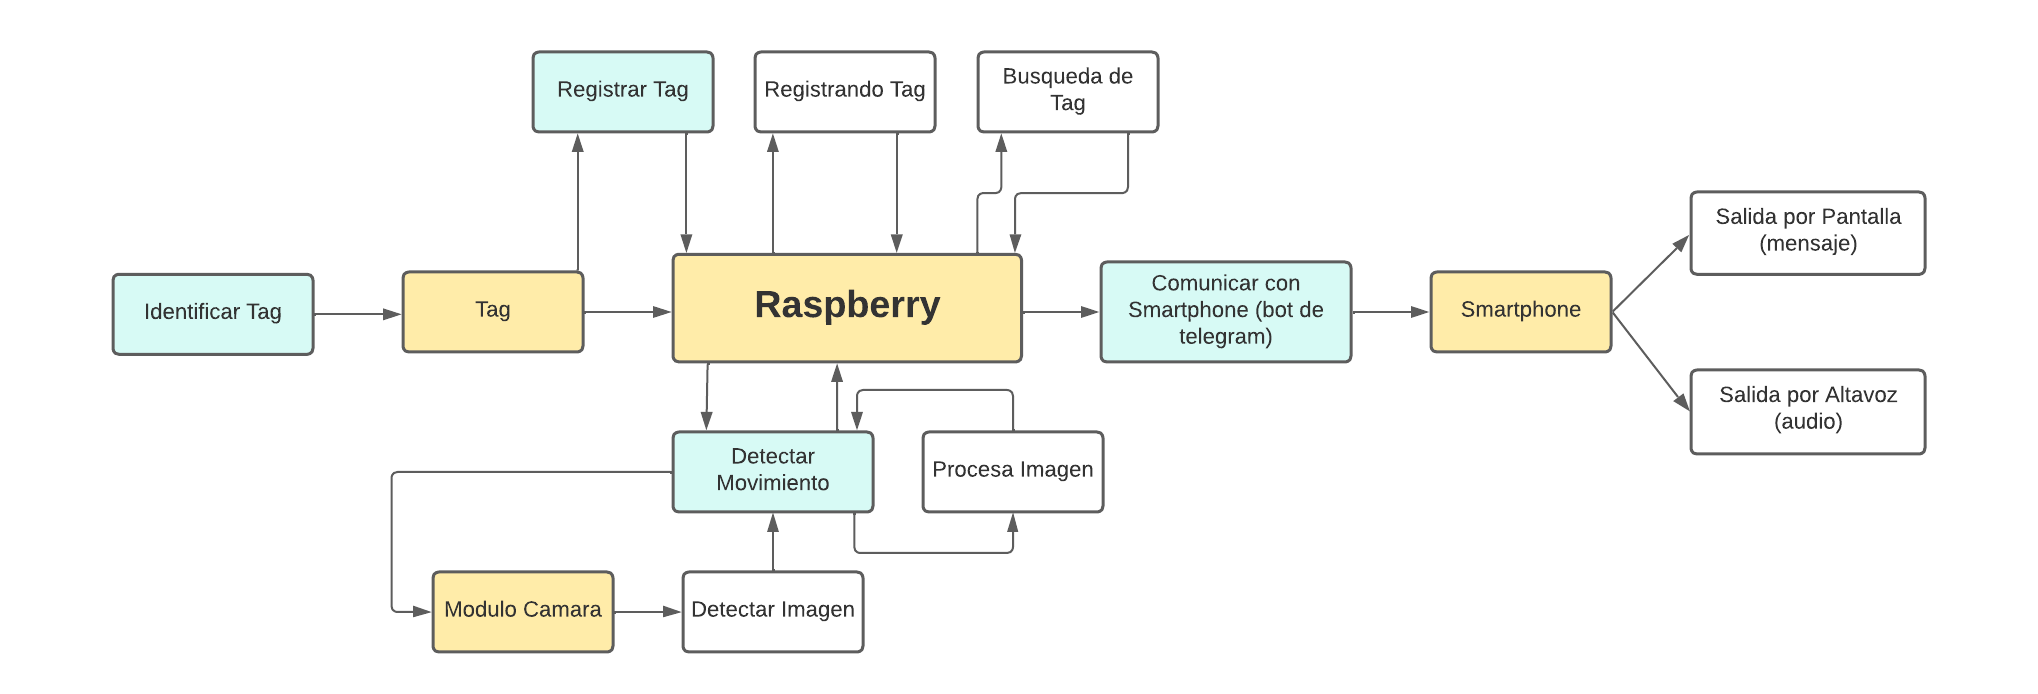 Registrar Tag
Registrando Tag
Busqueda de
Tag
Identificar Tag
Tag
Raspberry
Comunicar con
Smartphone (bot de
telegram)
Smartphone
Salida por Pantalla
(mensaje)
Salida por Altavoz
(audio)
Detectar
Movimiento
Procesa Imagen
Modulo Camara
Detectar Imagen